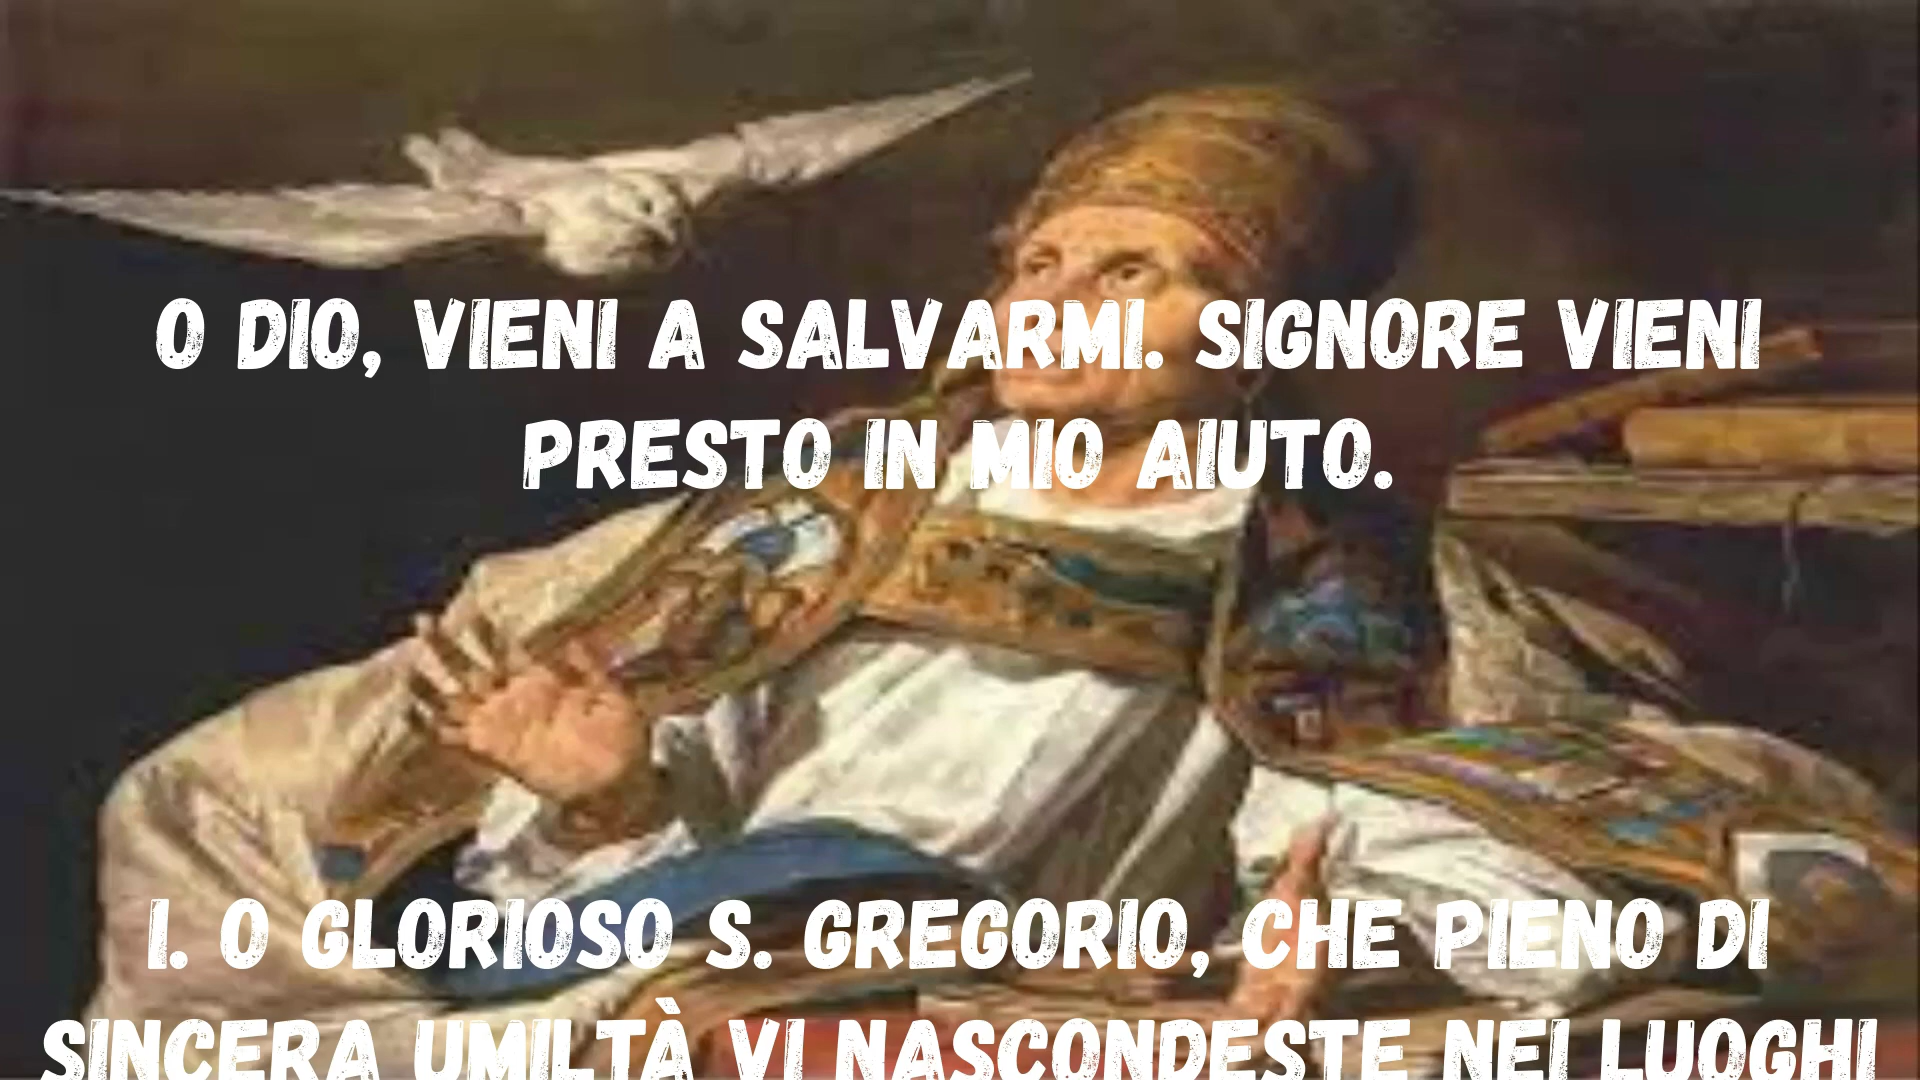 O DIO, VIENI A SALVARMI. SIGNORE VIENI
PRESTO IN MIO AIUTO.
I. O GLORIOSO S. GREGORIO, CHE PIENO DI
SINCERA UMILTÀ VI NASCONDESTE NEI LUOGHI